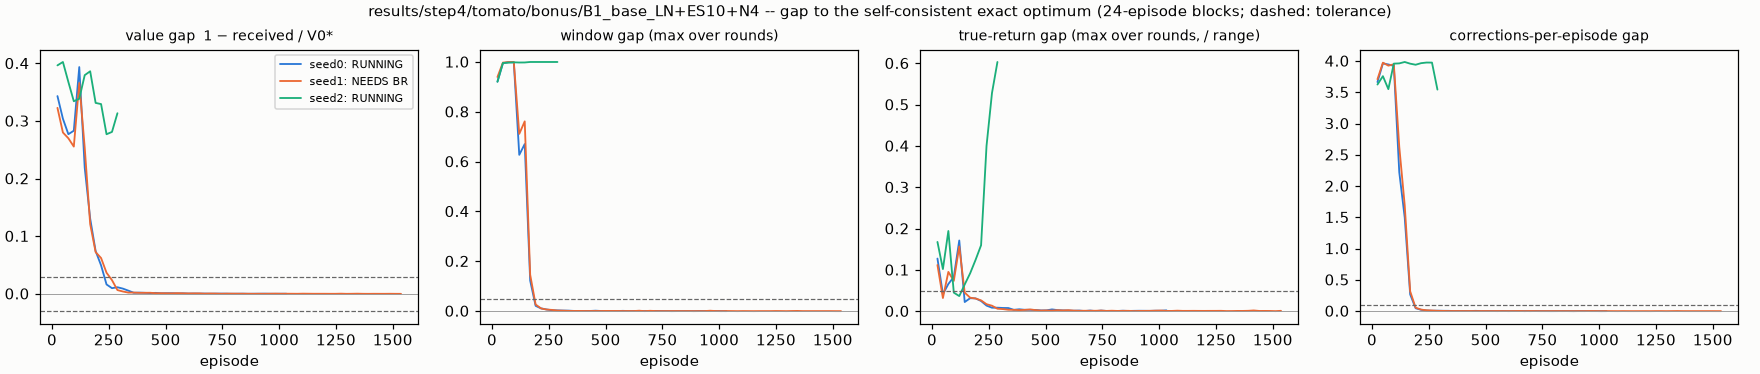 results/step4/tomato/bonus/B1_base_LN+ES10+N4 -- gap to the self-consistent exact optimum (24-episode blocks; dashed: tolerance)
value gap  1 − received / V0*
0.4
0.3
0.2
0.1
0.0
seed0: RUNNING
seed1: NEEDS BR
seed2: RUNNING
0 250 500 750 1000 1250 1500
episode
window gap (max over rounds)
1.0
0.8
0.6
0.4
0.2
0.0
0 250 500 750 1000 1250 1500
episode
true-return gap (max over rounds, / range)
0.6
0.5
0.4
0.3
0.2
0.1
0.0
0 250 500 750 1000 1250 1500
episode
corrections-per-episode gap
4.0
3.5
3.0
2.5
2.0
1.5
1.0
0.5
0.0
0 250 500 750 1000 1250 1500
episode